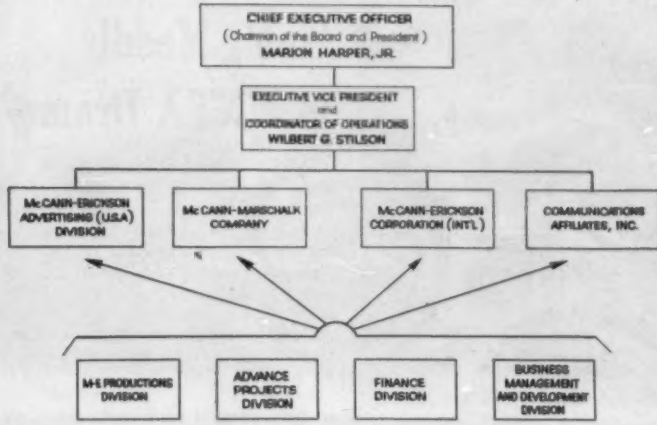 CHIEF EXECUTIVE OFFICER
(Chairman of the Board and President)
MARION HARPER, JR.
EXECUTIVE VICE PRESIDENT
and
COORDINATOR OF OPERATIONS
WILBERT G. STILSON
McCANN-ERICKSON
ADVERTISING (U.S.A.)
DIVISION
McCANN-MARSCHALK
COMPANY
McCANN-ERICKSON
CORPORATION (INT'L)
COMMUNICATIONS
AFFILIATES, INC.
M-E PRODUCTIONS
DIVISION
ADVANCE
PROJECTS
DIVISION
FINANCE
DIVISION
BUSINESS
MANAGEMENT
AND DEVELOPMENT
DIVISION